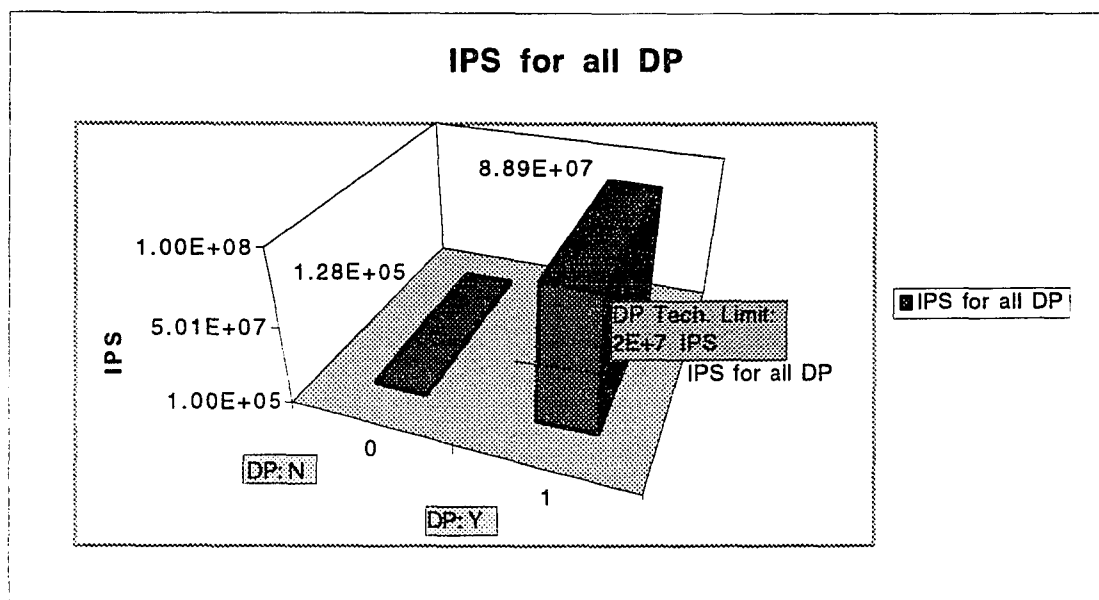 IPS for all DP
8.89E+07
1.00E+08
1.28E+05
5.01E+07
IPS
1.00E+05
DP Tech. Limit:
2E+7 IPS
IPS for all DP
IPS for all DP
0
DP: N
1
DP: Y